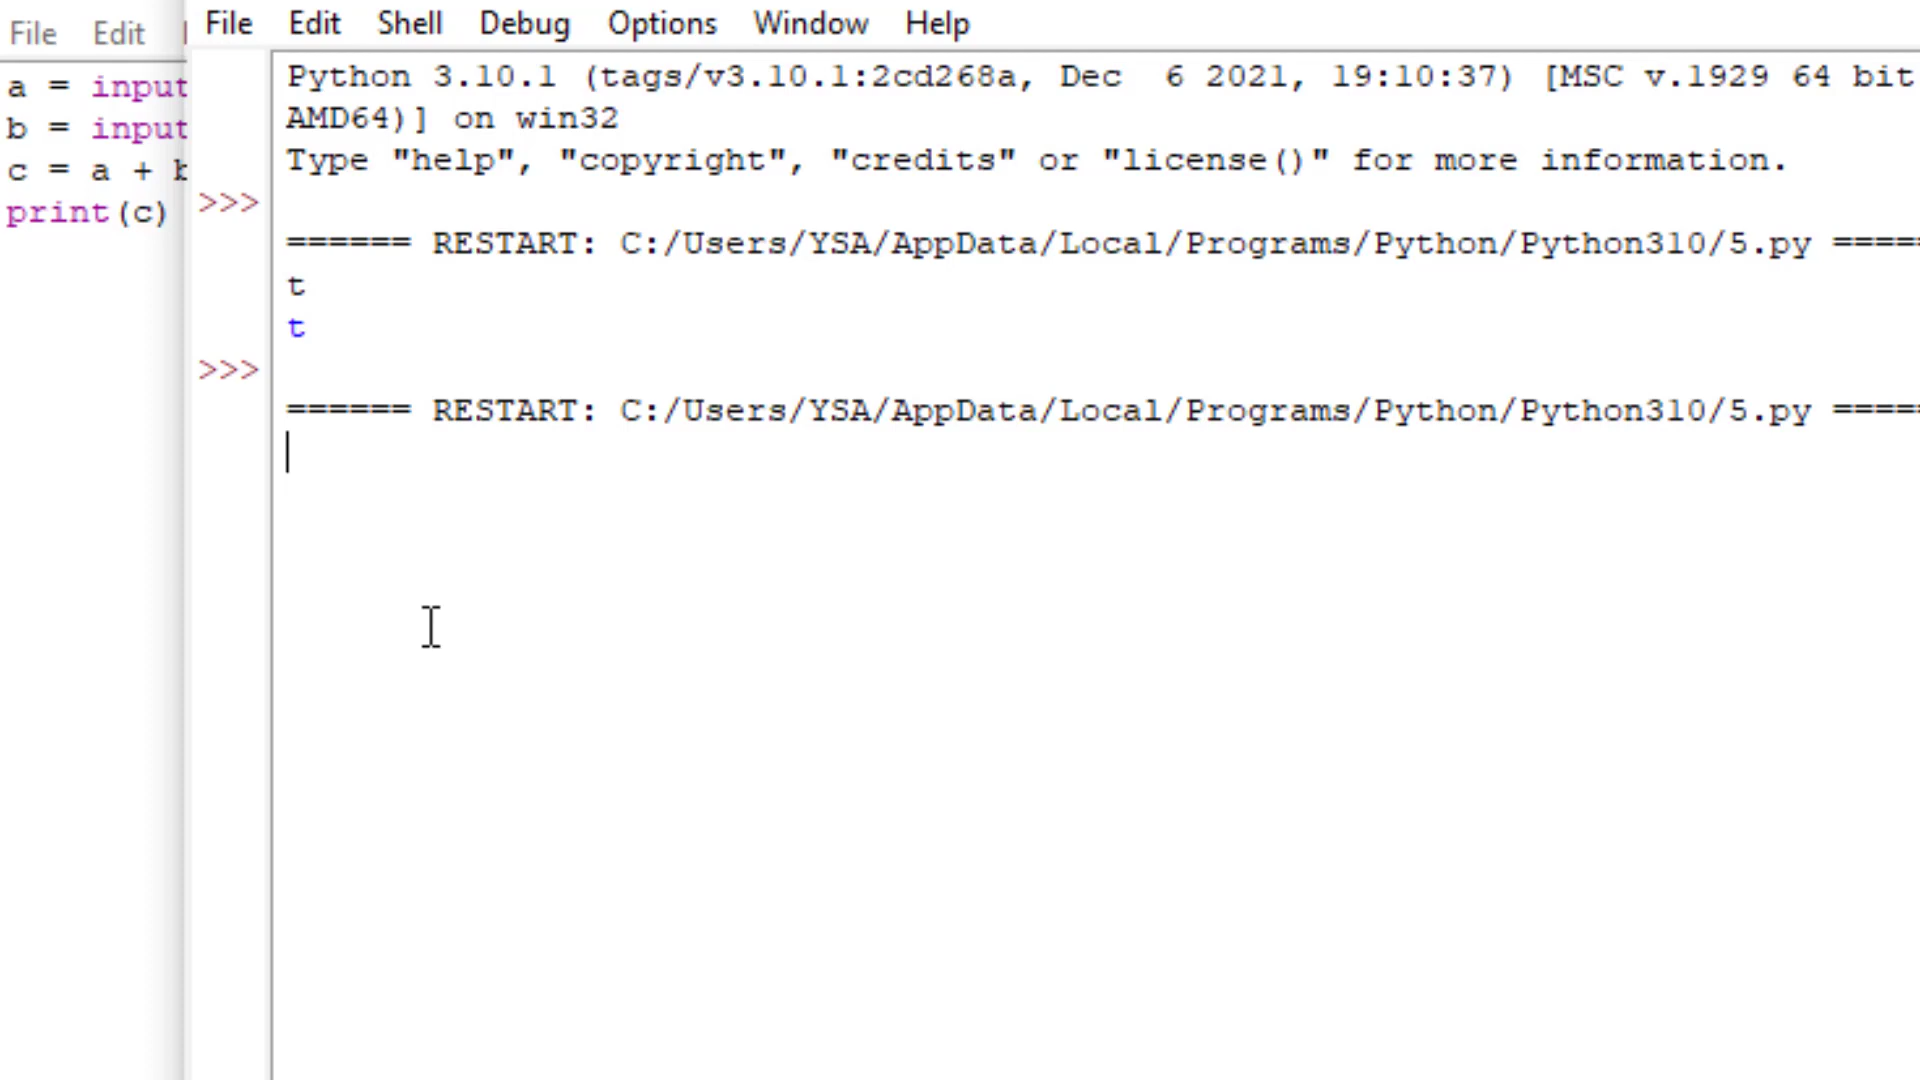 File Edit
a = input
b = input
c = a + b
print(c)
File Edit Shell Debug Options Window Help
Python 3.10.1 (tags/v3.10.1:2cd268a, Dec  6 2021, 19:10:37) [MSC v.1929 64 bit
AMD64)] on win32
Type "help", "copyright", "credits" or "license()" for more information.
>>>
====== RESTART: C:/Users/YSA/AppData/Local/Programs/Python/Python310/5.py =====
t
t
>>>
====== RESTART: C:/Users/YSA/AppData/Local/Programs/Python/Python310/5.py =====